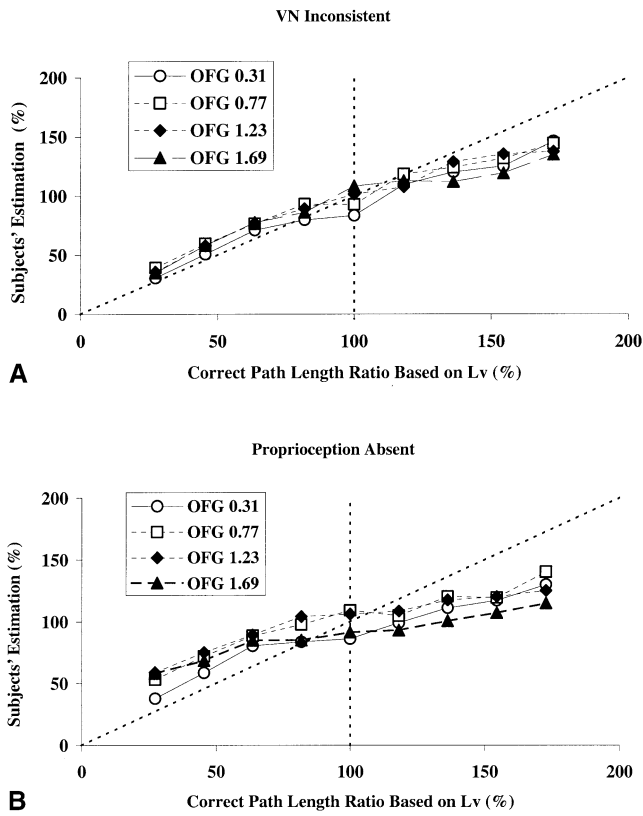 VN Inconsistent
OFG 0.31
OFG 0.77
OFG 1.23
OFG 1.69
200
150
100
50
0
Subjects' Estimation (%)
0 50 100 150 200
Correct Path Length Ratio Based on Lv (%)
A
Proprioception Absent
OFG 0.31
OFG 0.77
OFG 1.23
OFG 1.69
200
150
100
50
0
Subjects' Estimation (%)
0 50 100 150 200
Correct Path Length Ratio Based on Lv (%)
B